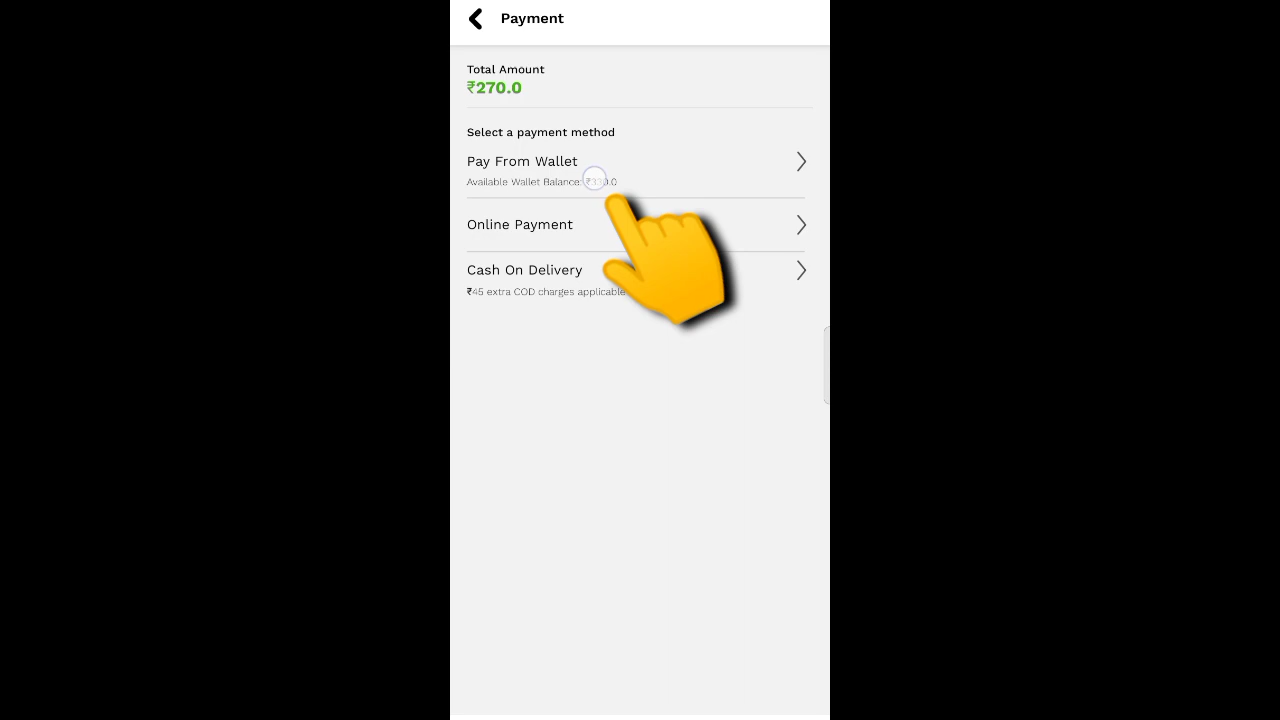 Payment
Total Amount
₹270.0
Select a payment method
Pay From Wallet
Available Wallet Balance:
Online Payment
Cash On Delivery
₹45 extra COD charges applicable